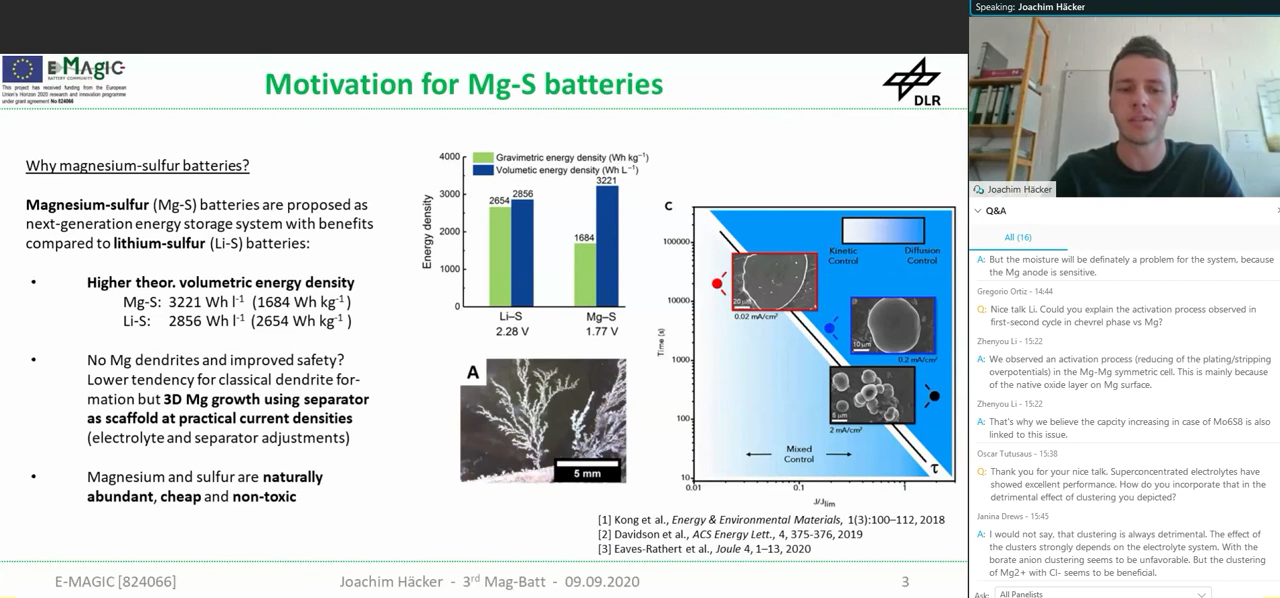 Speaking: Joachim Häcker
E-MAGIC
BATTERY COMMUNITY
This project has received funding from the European
Union's Horizon 2020 research and innovation programme
under grant agreement No 824066
Motivation for Mg-S batteries
DLR
Why magnesium-sulfur batteries?
Magnesium-sulfur (Mg-S) batteries are proposed as
next-generation energy storage system with benefits
compared to lithium-sulfur (Li-S) batteries:
• Higher theor. volumetric energy density
Mg-S: 3221 Wh l⁻¹ (1684 Wh kg⁻¹ )
Li-S: 2856 Wh l⁻¹ (2654 Wh kg⁻¹ )
• No Mg dendrites and improved safety?
Lower tendency for classical dendrite for-
mation but 3D Mg growth using separator
as scaffold at practical current densities
(electrolyte and separator adjustments)
• Magnesium and sulfur are naturally
abundant, cheap and non-toxic
Gravimetric energy density (Wh kg⁻¹)
Volumetic energy density (Wh L⁻¹)
Energy density
4000
3000
2000
1000
0
2654
2856
1684
3221
Li–S
2.28 V
Mg–S
1.77 V
A
5 mm
C
Kinetic
Control
Diffusion
Control
Time (s)
100000
10000
1000
100
10
20 µm
0.02 mA/cm²
10 µm
0.2 mA/cm²
6 µm
2 mA/cm²
Mixed
Control
τ
0.01
0.1
1
J/Jlim
[1] Kong et al., Energy & Environmental Materials, 1(3):100–112, 2018
[2] Davidson et al., ACS Energy Lett., 4, 375-376, 2019
[3] Eaves-Rathert et al., Joule 4, 1–13, 2020
E-MAGIC [824066]
Joachim Häcker - 3rd Mag-Batt - 09.09.2020
3
Joachim Häcker
Q&A
All (16)
A: But the moisture will be definately a problem for the system, because
the Mg anode is sensitive.
Gregorio Ortiz - 14:44
Q: Nice talk Li. Could you explain the activation process observed in
first-second cycle in chevrel phase vs Mg?
Zhenyou Li - 15:22
A: We observed an activation process (reducing of the plating/stripping
overpotentials) in the Mg-Mg symmetric cell. This is mainly because
of the native oxide layer on Mg surface.
Zhenyou Li - 15:22
A: That's why we believe the capcity increasing in case of Mo6S8 is also
linked to this issue.
Oscar Tutusaus - 15:38
Q: Thank you for your nice talk. Superconcentrated electrolytes have
showed excellent performance. How do you incorporate that in the
detrimental effect of clustering you depicted?
Janina Drews - 15:45
A: I would not say, that clustering is always detrimental. The effect of
the clusters strongly depends on the electrolyte system. With the
borate anion clustering seems to be unfavorable. But the clustering
of Mg2+ with Cl- seems to be beneficial.
Ask: All Panelists